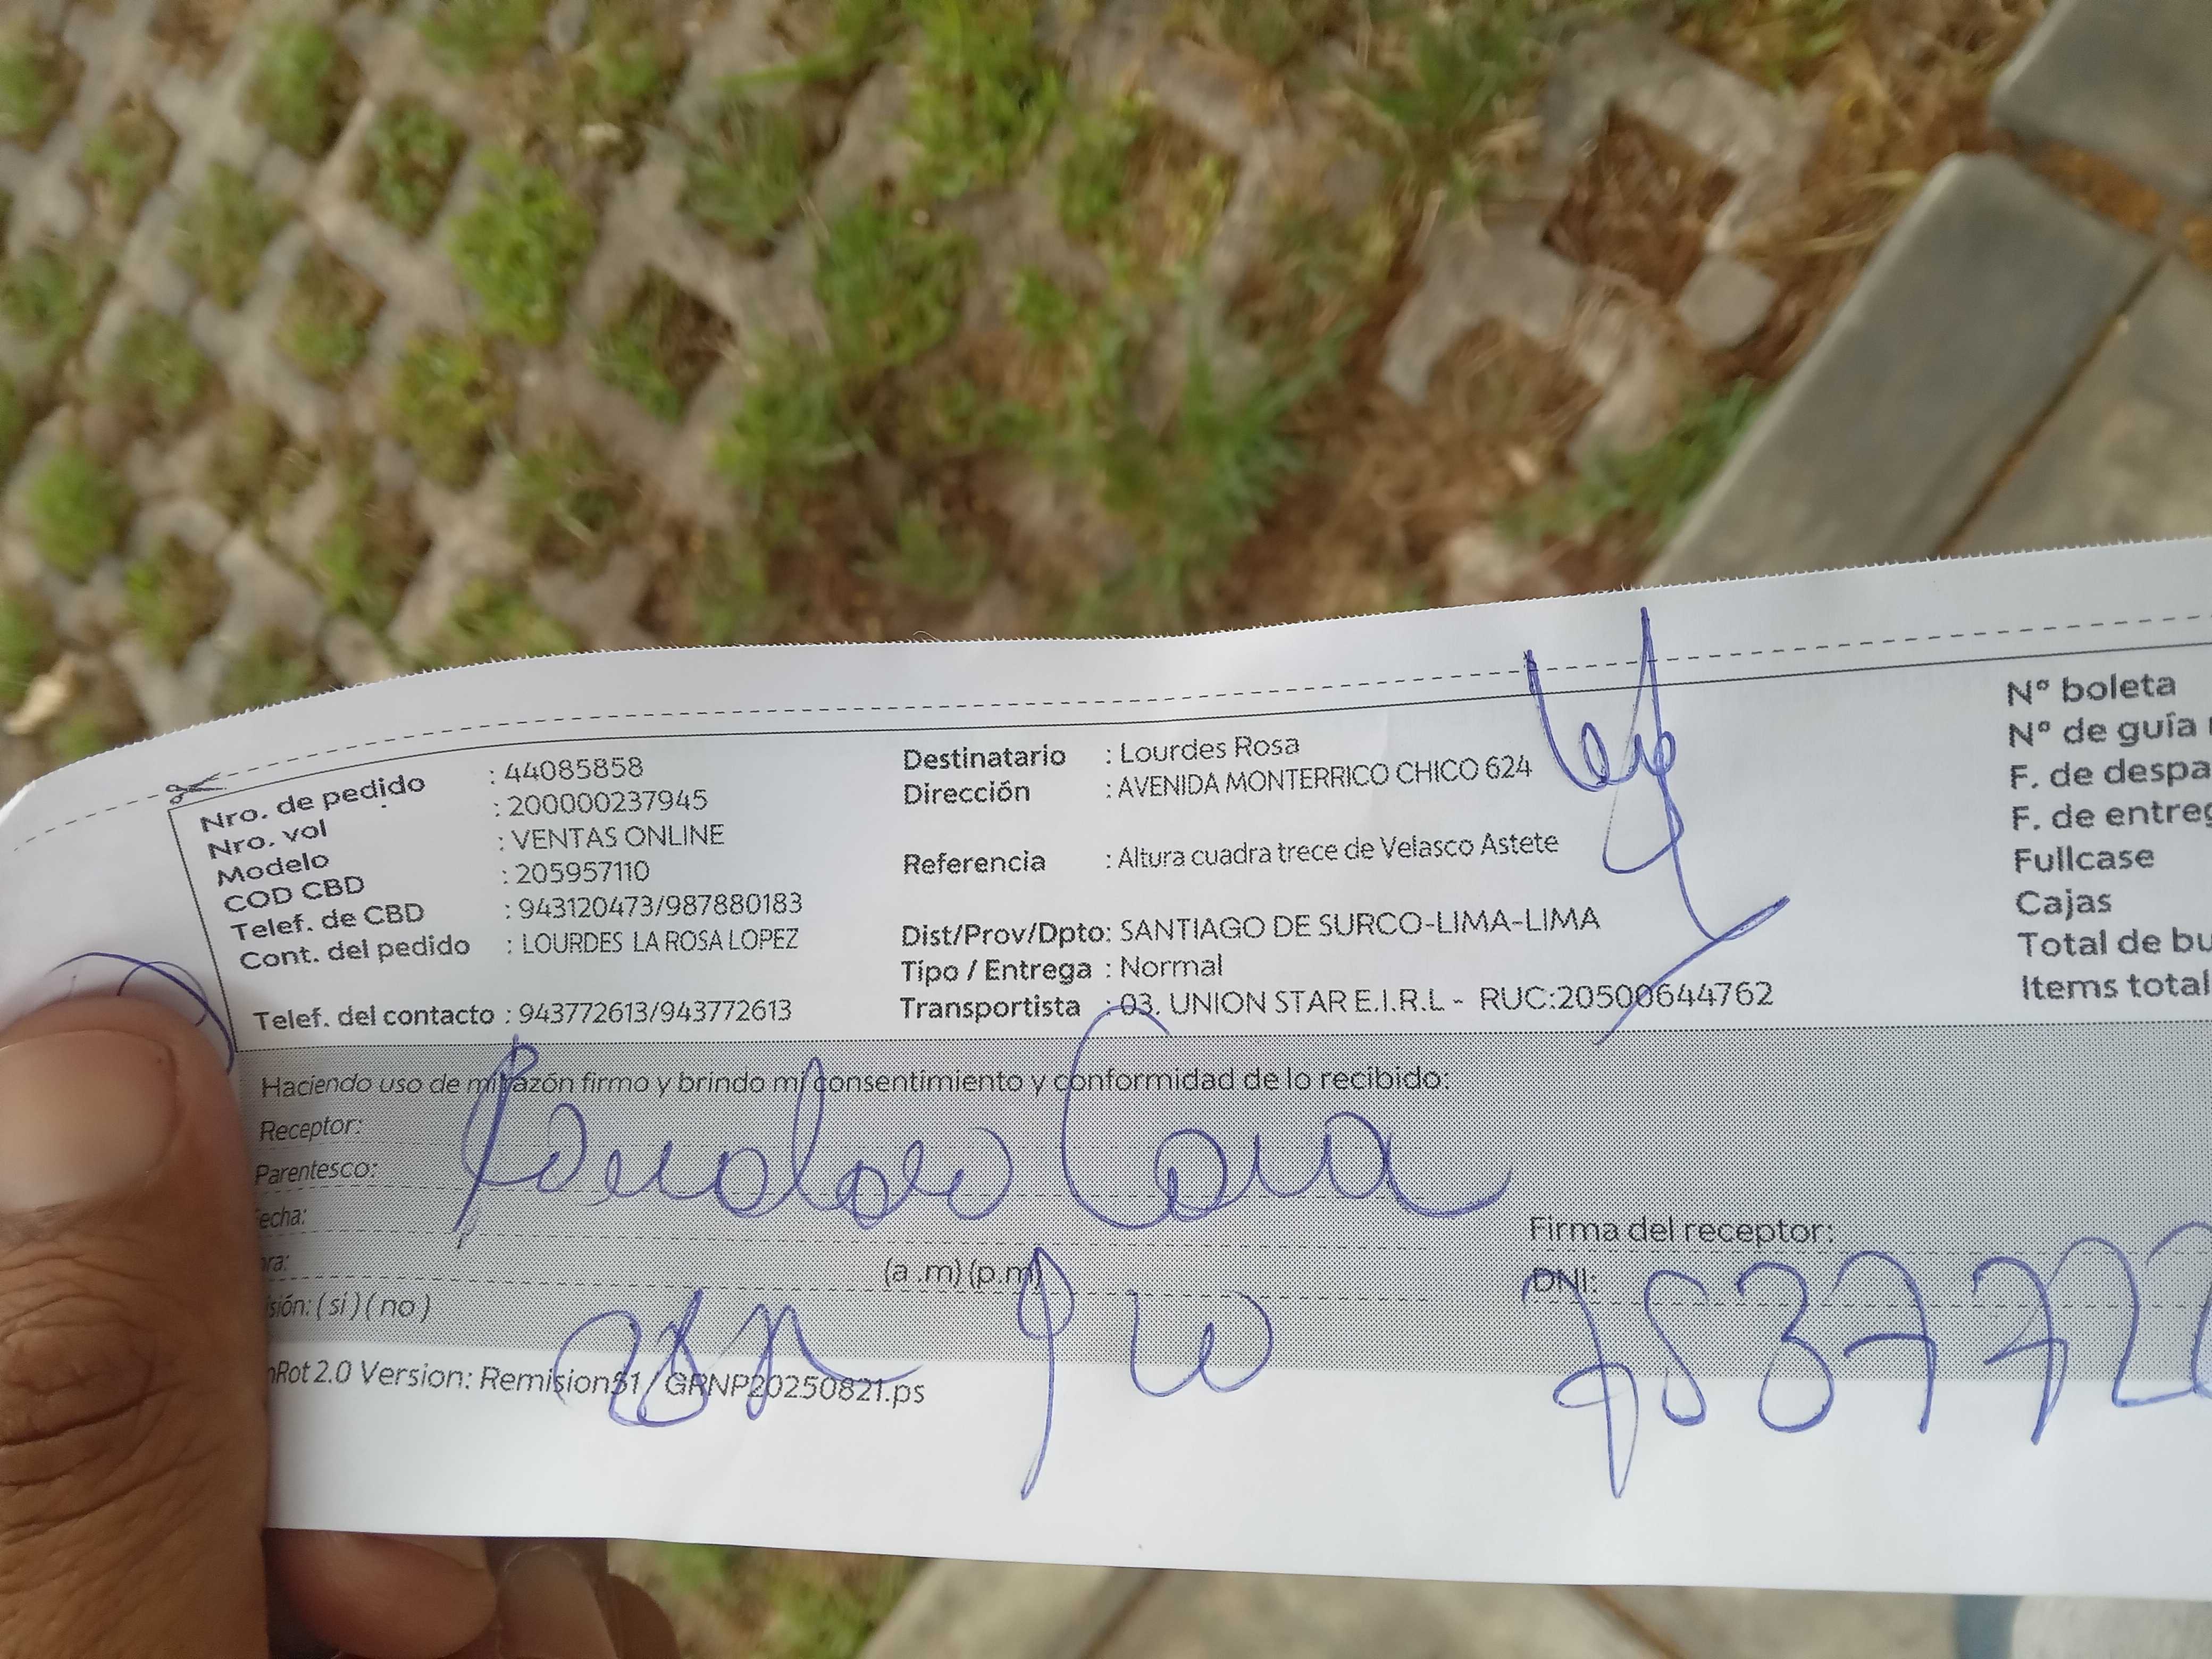 Nro. de pedido : 44085858
Nro. vol : 200000237945
Modelo : VENTAS ONLINE
COD CBD : 205957110
Telef. de CBD : 943120473/987880183
Cont. del pedido : LOURDES LA ROSA LOPEZ
Telef. del contacto : 943772613/943772613
Destinatario : Lourdes Rosa
Dirección : AVENIDA MONTERRICO CHICO 624
Referencia : Altura cuadra trece de Velasco Astete
Dist/Prov/Dpto: SANTIAGO DE SURCO-LIMA-LIMA
Tipo / Entrega : Normal
Transportista : 03. UNION STAR E.I.R.L - RUC:20500644762
Nº boleta
Nº de guía
F. de despa
F. de entreg
Fullcase
Cajas
Total de bu
Items total
Haciendo uso de mi razón firmo y brindo mi consentimiento y conformidad de lo recibido:
Receptor:
Parentesco:
echa:
ra: (a .m) (p.m)
sión: ( si ) ( no )
Firma del receptor:
DNI:
Rot 2.0 Version: Remision51 / GRNP20250821.ps